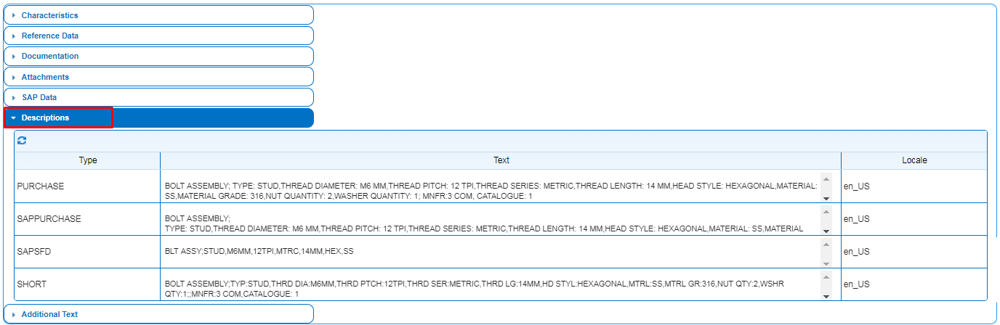 Characteristics
Reference Data
Documentation
Attachments
SAP Data
Descriptions
Type Text Locale
PURCHASE
BOLT ASSEMBLY; TYPE: STUD,THREAD DIAMETER: M6 MM,THREAD PITCH: 12 TPI,THREAD SERIES: METRIC,THREAD LENGTH: 14 MM,HEAD STYLE: HEXAGONAL,MATERIAL:
SS,MATERIAL GRADE: 316,NUT QUANTITY: 2,WASHER QUANTITY: 1; MNFR:3 COM, CATALOGUE: 1
en_US
SAPPURCHASE
BOLT ASSEMBLY;
TYPE: STUD,THREAD DIAMETER: M6 MM,THREAD PITCH: 12 TPI,THREAD SERIES: METRIC,THREAD LENGTH: 14 MM,HEAD STYLE: HEXAGONAL,MATERIAL: SS,MATERIAL
en_US
SAPSFD
BLT ASSY;STUD,M6MM,12TPI,MTRC,14MM,HEX,SS
en_US
SHORT
BOLT ASSEMBLY;TYP:STUD,THRD DIA:M6MM,THRD PTCH:12TPI,THRD SER:METRIC,THRD LG:14MM,HD STYL:HEXAGONAL,MTRL:SS,MTRL GR:316,NUT QTY:2,WSHR
QTY:1;;MNFR:3 COM,CATALOGUE: 1
en_US
Additional Text